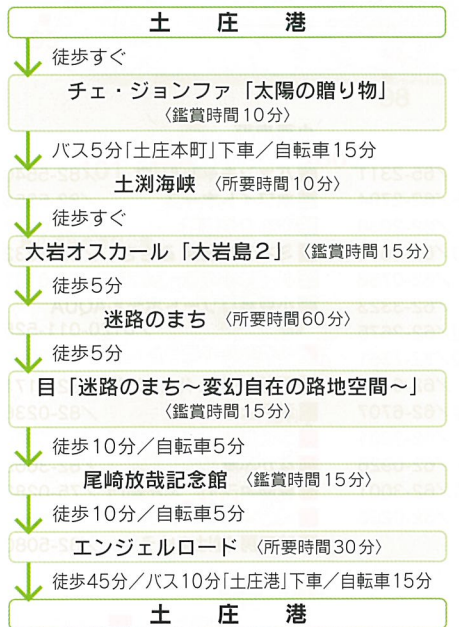 土庄港
徒歩すぐ
チェ・ジョンファ「太陽の贈り物」
〈鑑賞時間10分〉
バス5分「土庄本町」下車／自転車15分
土渕海峡 〈所要時間10分〉
徒歩すぐ
大岩オスカール「大岩島2」 〈鑑賞時間15分〉
徒歩5分
迷路のまち 〈所要時間60分〉
徒歩5分
目「迷路のまち～変幻自在の路地空間～」
〈鑑賞時間15分〉
徒歩10分／自転車5分
尾崎放哉記念館 〈鑑賞時間15分〉
徒歩10分／自転車5分
エンジェルロード 〈所要時間30分〉
徒歩45分／バス10分「土庄港」下車／自転車15分
土庄港